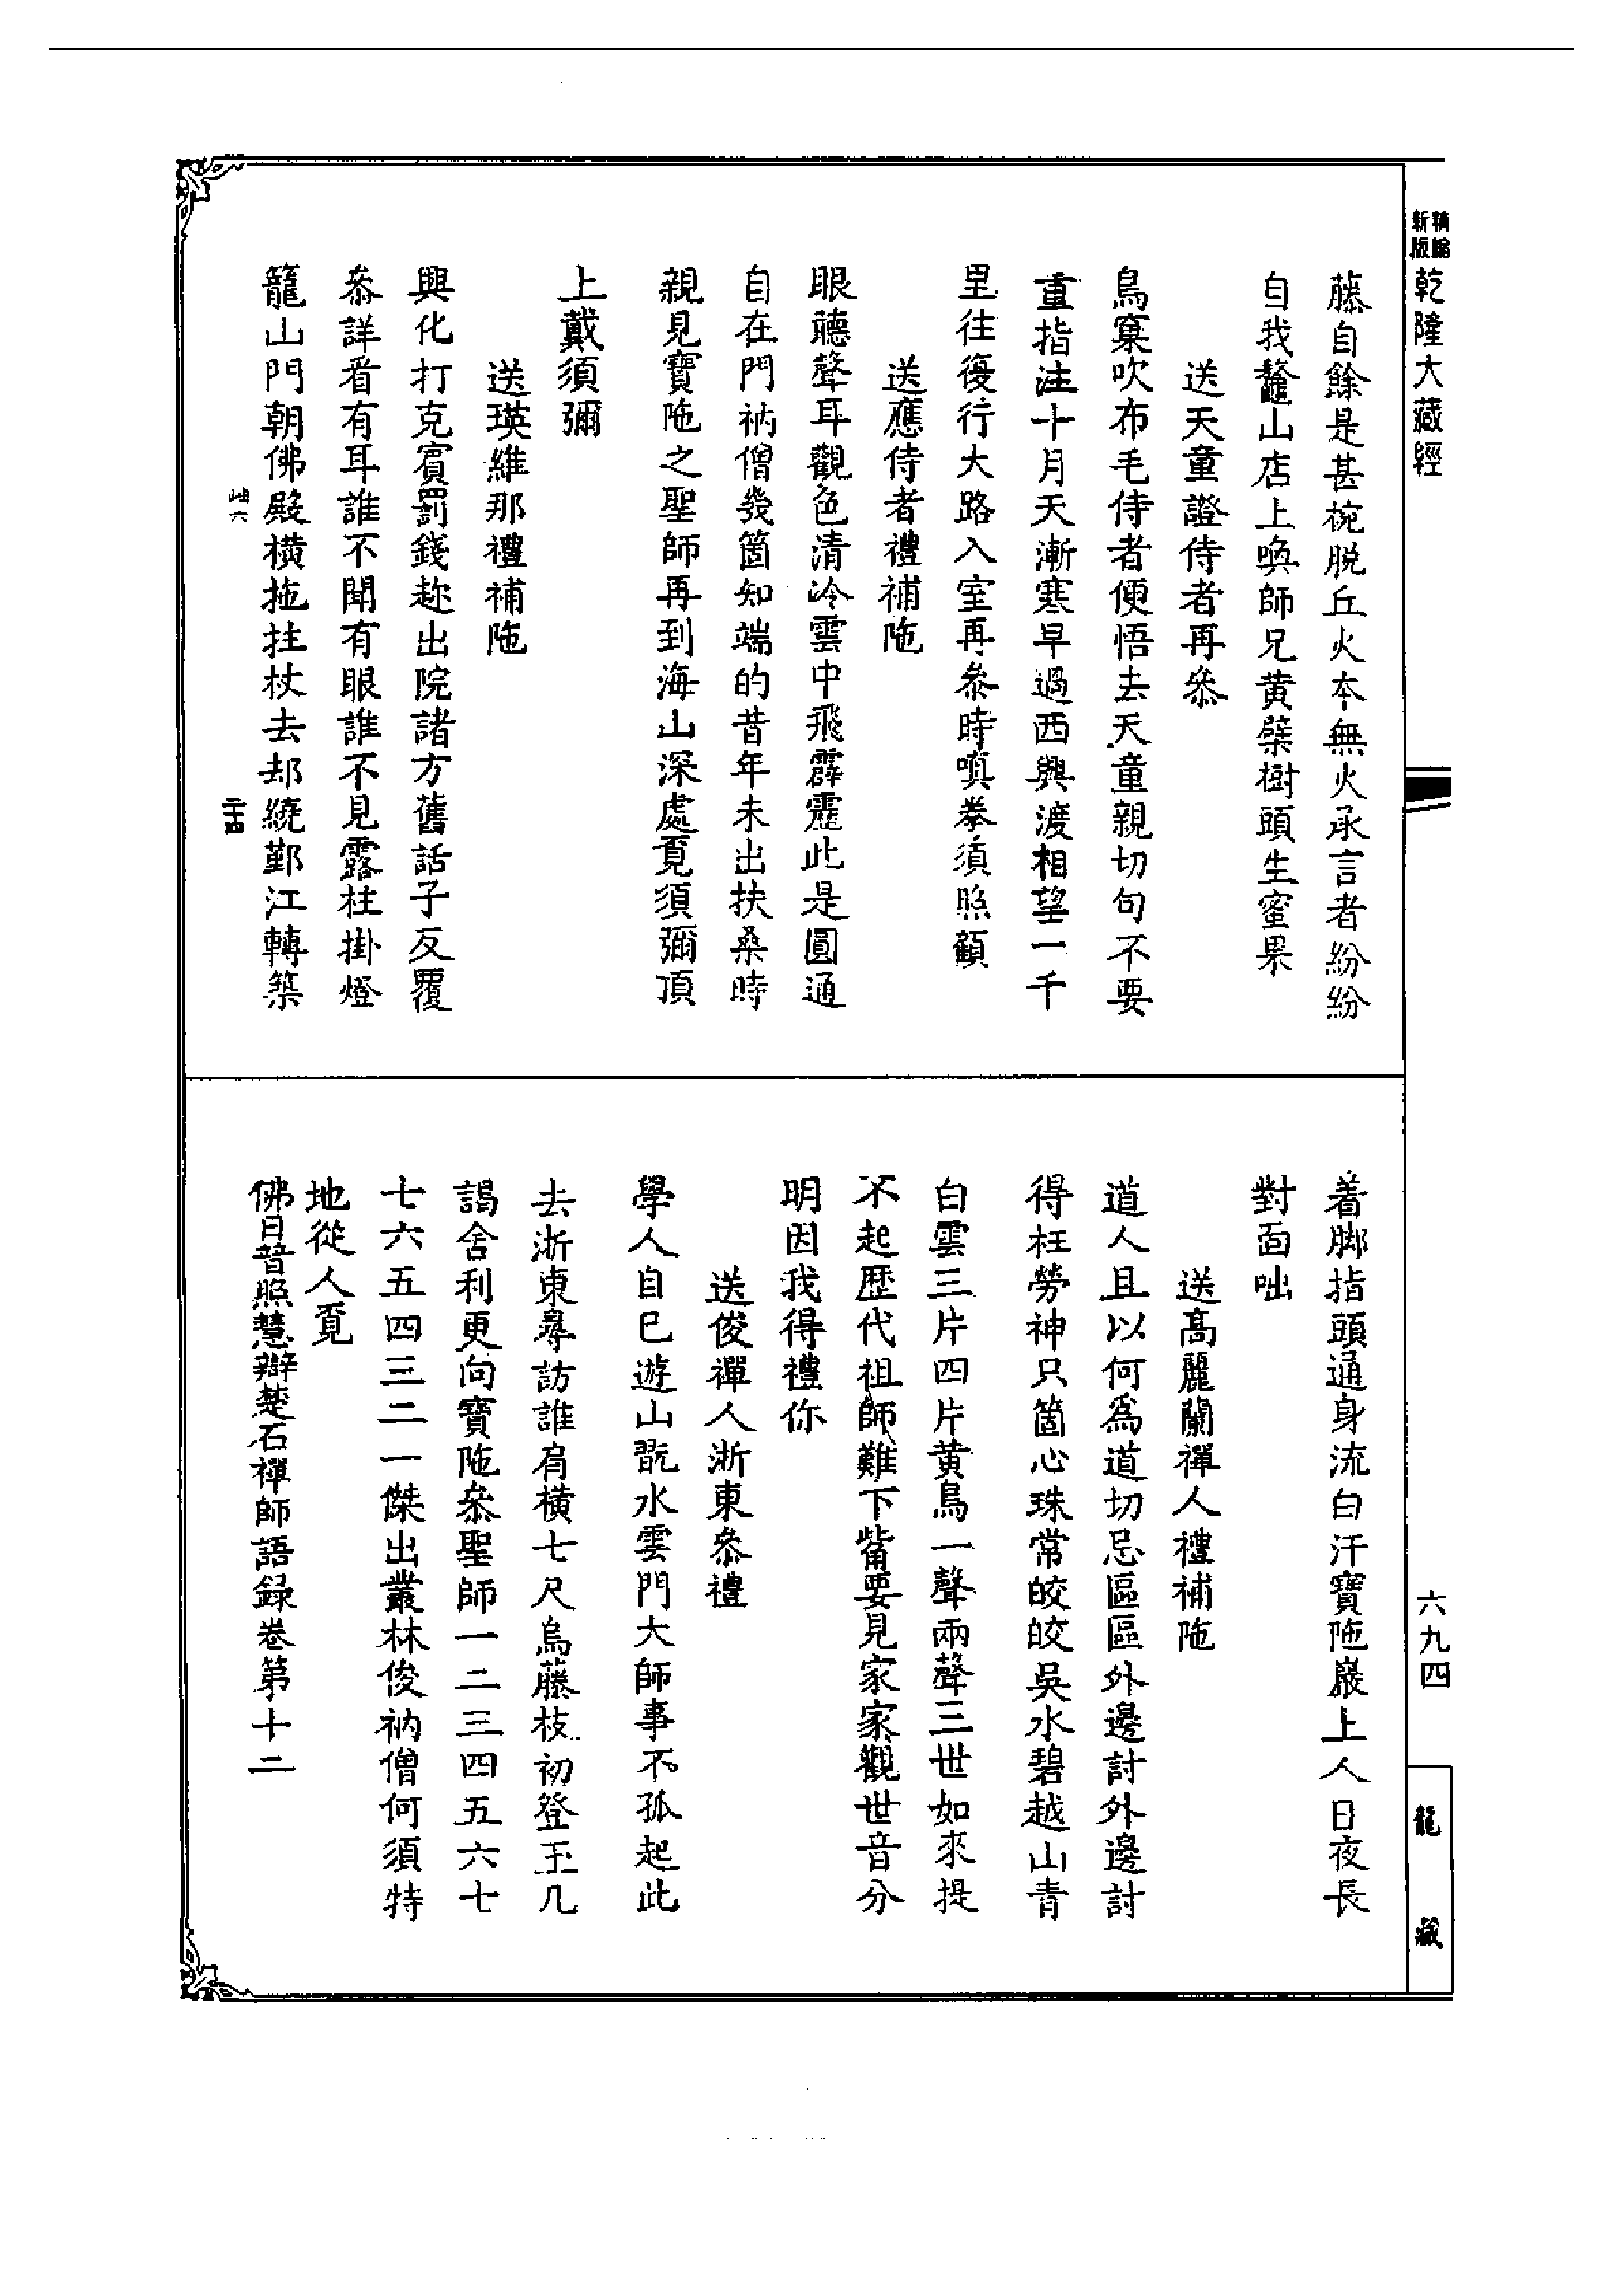 精縮新版乾隆大藏經
藤自餘是甚椀脫丘火本無火承言者紛紛
自我鼇山店上喚師兄黃檗樹頭生蜜果
送天童證侍者再叅
鳥窠吹布毛侍者便悟去天童親切句不要
重指注十月天漸寒早過西興渡相望一千
里往復行大路入室再叅時嗔拳須照顧
送應侍者禮補陁
眼聽聲耳觀色清泠雲中飛霹靂此是圓通
自在門衲僧幾箇知端的昔年未出扶桑時
親見寶陁之聖師再到海山深處覓須彌頂
上戴須彌
送瑛維那禮補陁
興化打克賓罰錢趂出院諸方舊話子反覆
叅詳看有耳誰不聞有眼誰不見露柱掛燈
籠山門朝佛殿橫拖拄杖去却繞鄞江轉築
岫六
二十四
着脚指頭通身流白汗寶陁巖上人日夜長
對面咄
送高麗蘭禪人禮補陁
道人且以何為道切忌區區外邊討外邊討
得枉勞神只箇心珠常皎皎吳水碧越山青
白雲三片四片黃鳥一聲兩聲三世如來提
不起歷代祖師難下觜要見家家觀世音分
明因我得禮你
送俊禪人浙東叅禮
學人自己遊山翫水雲門大師事不孤起此
去浙東尋訪誰肩橫七尺烏藤枝初登玉几
謁舍利更向寶陁叅聖師一二三四五六七
七六五四三二一傑出叢林俊衲僧何須特
地從人覓
佛日普照慧辯楚石禪師語録卷第十二
六九四
龍藏